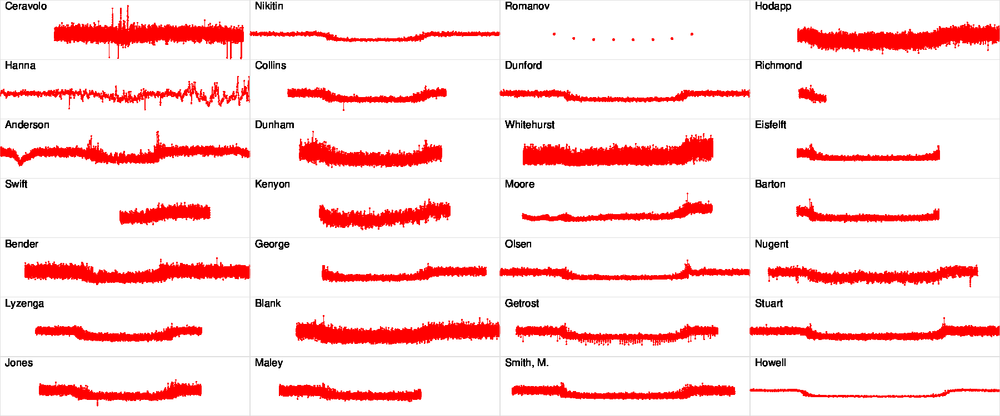 Ceravolo
Nikitin
Romanov
Hodapp
Hanna
Collins
Dunford
Richmond
Anderson
Dunham
Whitehurst
Eisfelft
Swift
Kenyon
Moore
Barton
Bender
George
Olsen
Nugent
Lyzenga
Blank
Getrost
Stuart
Jones
Maley
Smith, M.
Howell